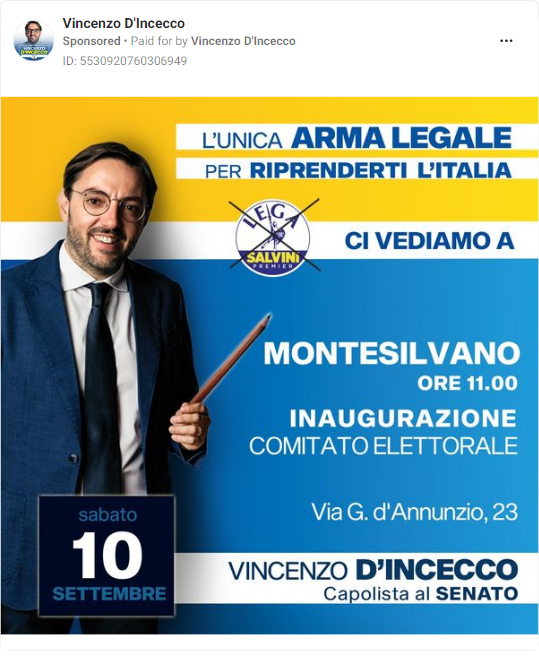 Vincenzo D'Incecco
Sponsored • Paid for by Vincenzo D'Incecco
ID: 5530920760306949
L'UNICA ARMA LEGALE
PER RIPRENDERTI L'ITALIA
LEGA
SALVINI
PREMIER
CI VEDIAMO A
MONTESILVANO
ORE 11.00
INAUGURAZIONE
COMITATO ELETTORALE
Via G. d'Annunzio, 23
sabato
10
SETTEMBRE
VINCENZO D'INCECCO
Capolista al SENATO